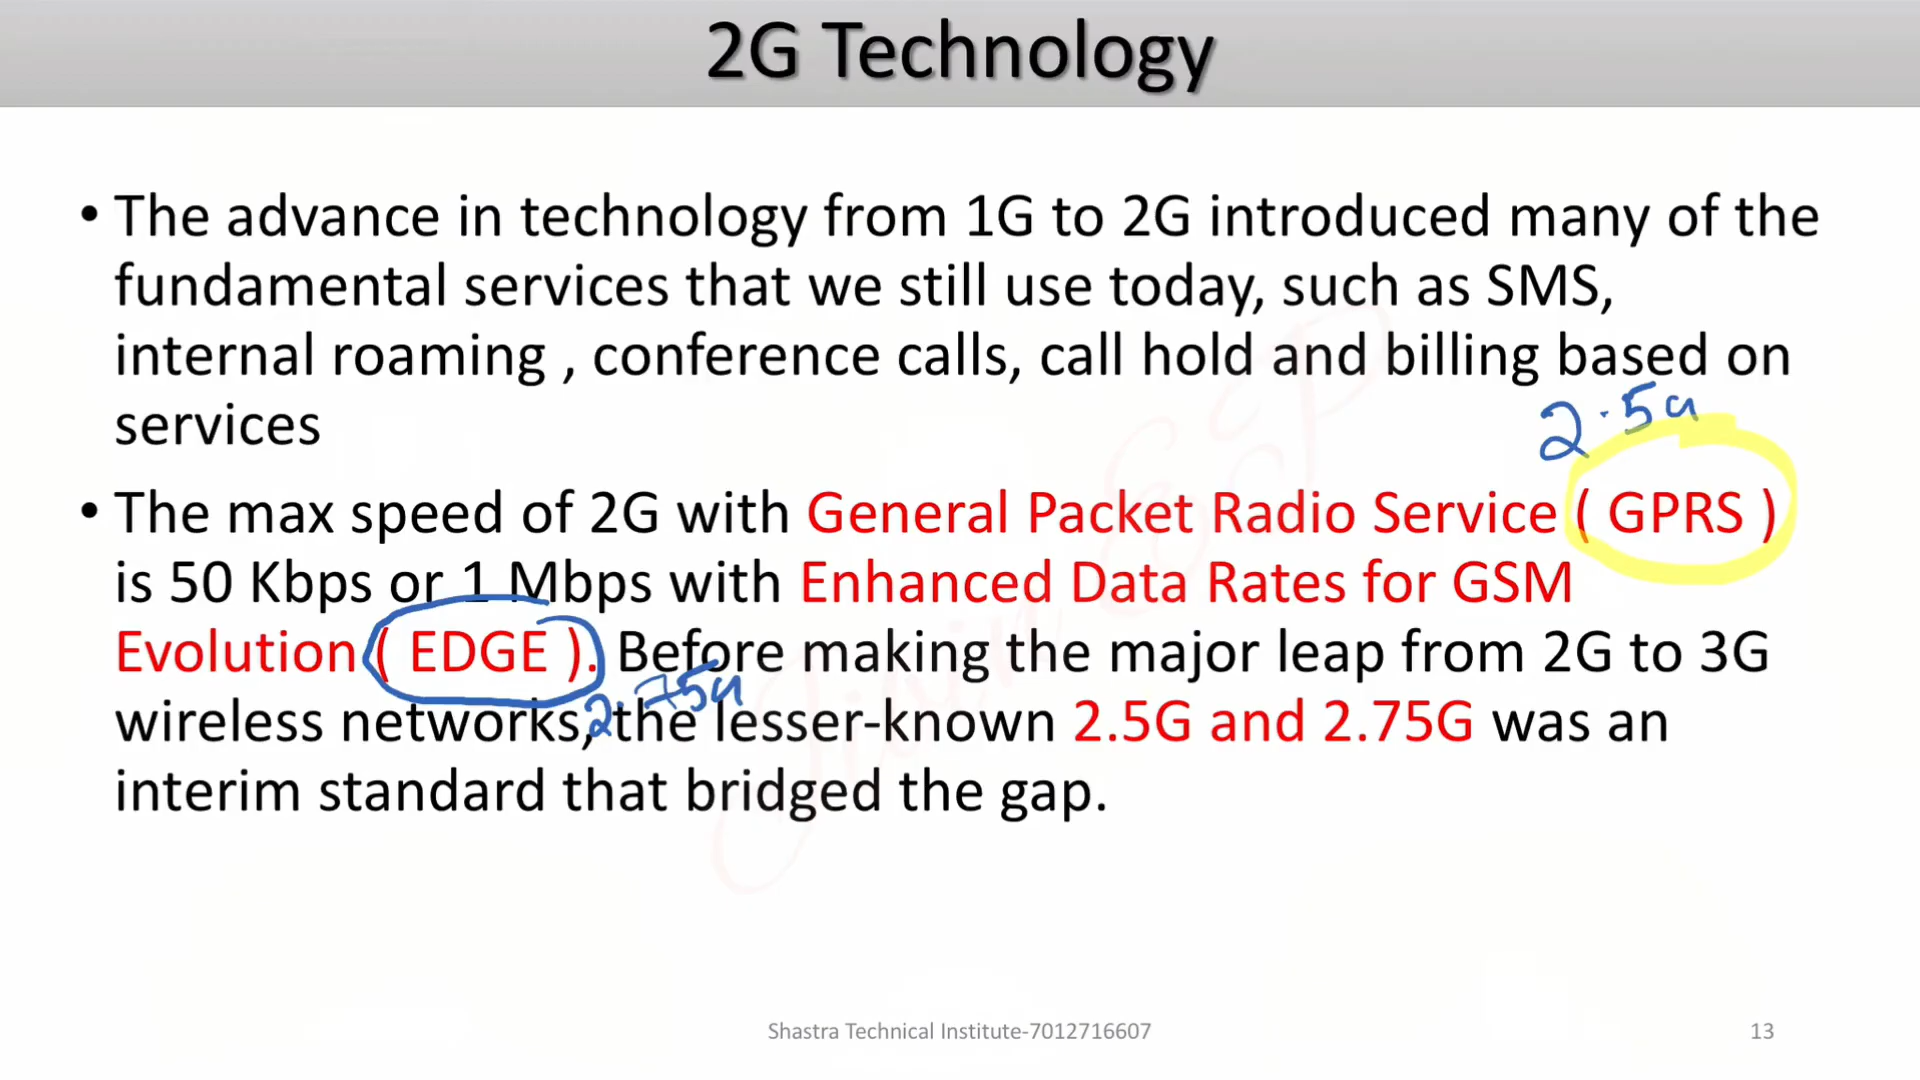 2G Technology
• The advance in technology from 1G to 2G introduced many of the
fundamental services that we still use today, such as SMS,
internal roaming , conference calls, call hold and billing based on
services
2.5G
• The max speed of 2G with General Packet Radio Service ( GPRS )
is 50 Kbps or 1 Mbps with Enhanced Data Rates for GSM
Evolution ( EDGE ). Before making the major leap from 2G to 3G
2.75G
wireless networks, the lesser-known 2.5G and 2.75G was an
interim standard that bridged the gap.
Shastra Technical Institute-7012716607
13